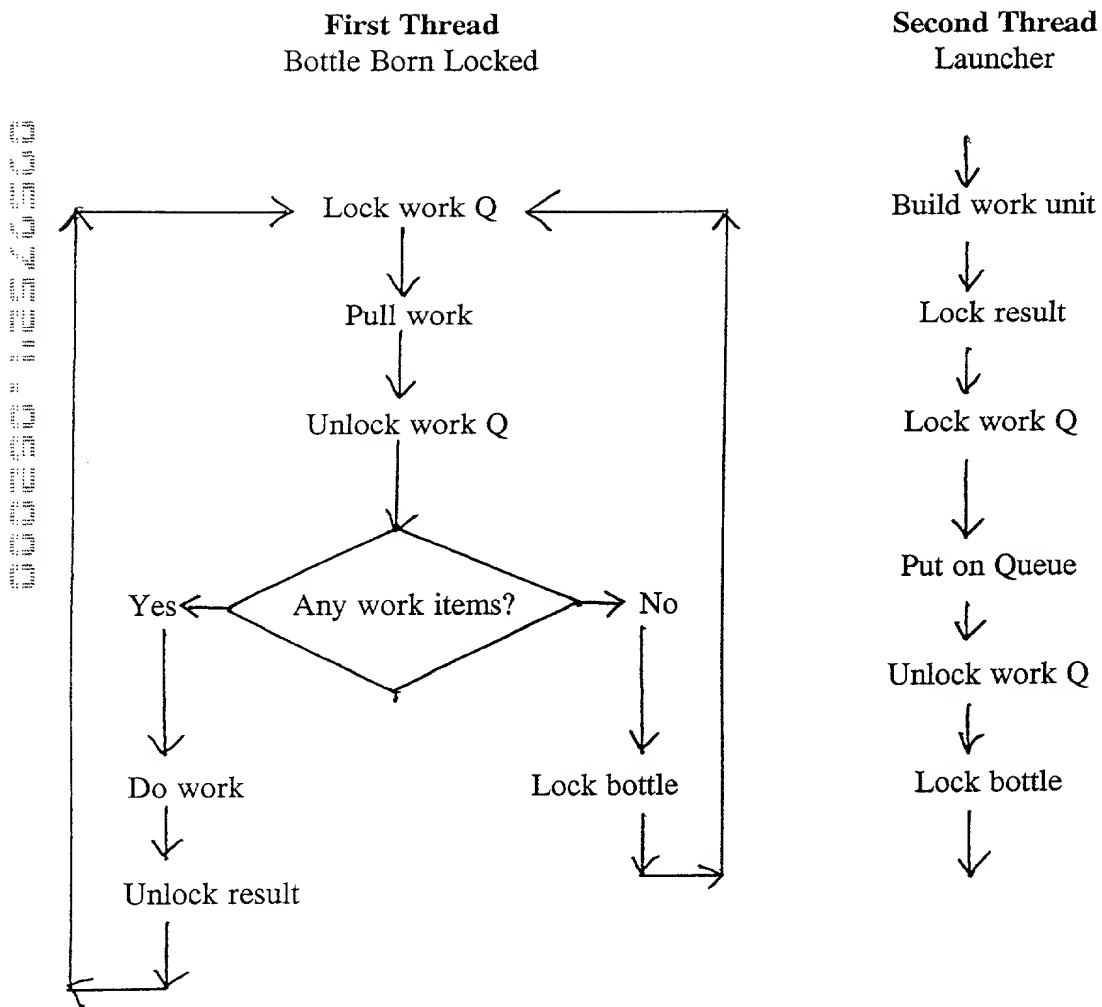 First Thread
Bottle Born Locked
Lock work Q
Pull work
Unlock work Q
Any work items?
Yes
No
Do work
Lock bottle
Unlock result
Second Thread
Launcher
Build work unit
Lock result
Lock work Q
Put on Queue
Unlock work Q
Lock bottle